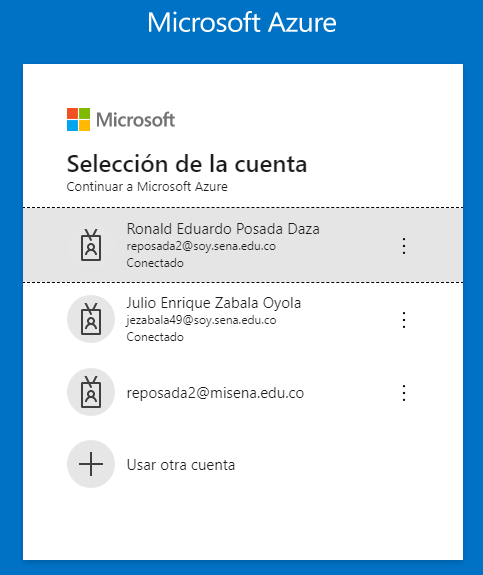 Microsoft Azure
Microsoft
Selección de la cuenta
Continuar a Microsoft Azure
Ronald Eduardo Posada Daza
reposada2@soy.sena.edu.co
Conectado
Julio Enrique Zabala Oyola
jezabala49@soy.sena.edu.co
Conectado
reposada2@misena.edu.co
Usar otra cuenta